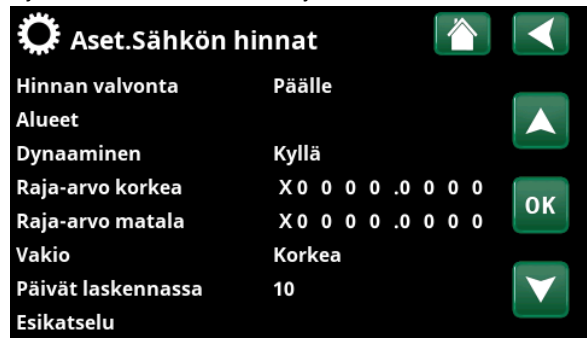 Aset.Sähkön hinnat
Hinnan valvonta Päälle
Alueet
Dynaaminen Kyllä
Raja-arvo korkea X0 0 0 0 .0 0 0 0
Raja-arvo matala X0 0 0 0 .0 0 0 0
OK
Vakio Korkea
Päivät laskennassa 10
Esikatselu